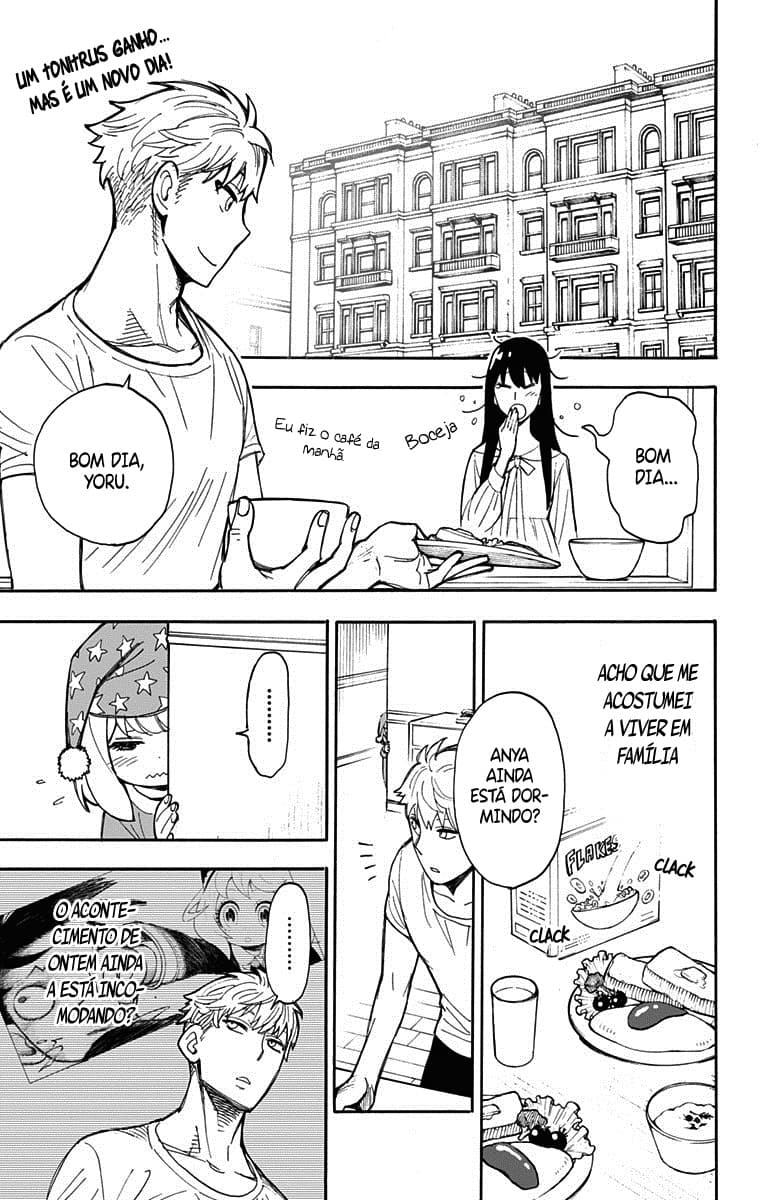 UM TONITRUS GANHO...
MAS É UM NOVO DIA!
BOM
DIA...
Boceja
Eu fiz o café da
manhã
BOM DIA,
YORU.
ACHO QUE ME
ACOSTUMEI
A VIVER EM
FAMÍLIA
ANYA
AINDA
ESTÁ DOR-
MINDO?
FLAKES
CLACK
CLACK
.........
.........
O ACONTE-
CIMENTO DE
ONTEM AINDA
A ESTÁ INCO-
MODANDO?